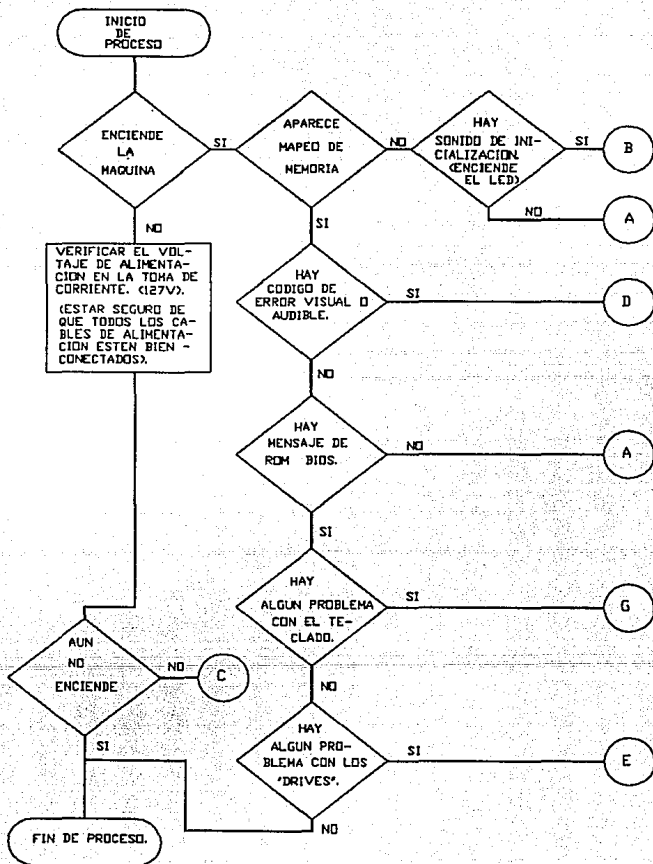 INICIO
DE
PROCESO
ENCIENDE
LA
MAQUINA
SI
APARECE
MAPEO DE
MEMORIA
NO
HAY
SONIDO DE INI-
CIALIZACION.
(ENCIENDE
EL LED)
SI
B
NO
A
NO
VERIFICAR EL VOL-
TAJE DE ALIMENTA-
CION EN LA TOMA DE
CORRIENTE. (127V).
(ESTAR SEGURO DE
QUE TODOS LOS CA-
BLES DE ALIMENTA-
CION ESTEN BIEN -
CONECTADOS).
SI
HAY
CODIGO DE
ERROR VISUAL O
AUDIBLE.
SI
D
NO
HAY
MENSAJE DE
ROM BIOS.
NO
A
SI
HAY
ALGUN PROBLEMA
CON EL TE-
CLADO.
SI
G
AUN
NO
ENCIENDE
NO
C
NO
HAY
ALGUN PRO-
BLEMA CON LOS
"DRIVES".
SI
E
SI
NO
FIN DE PROCESO.